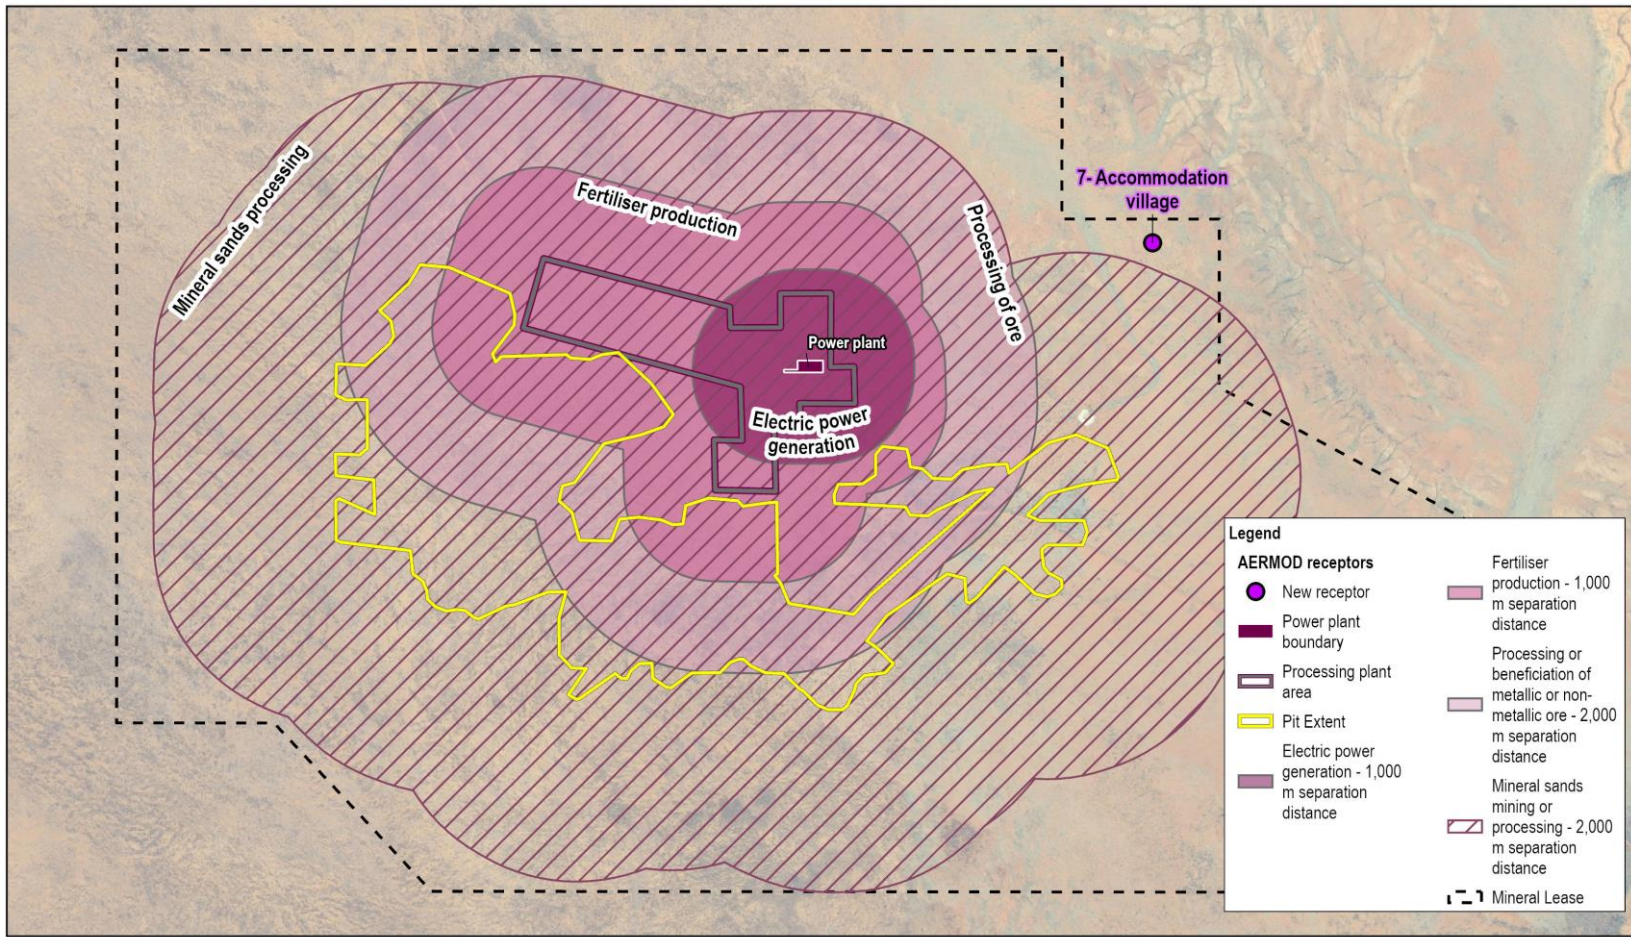 Mineral sands processing
Fertiliser production
Processing of ore
7- Accommodation
village
Power plant
Electric power
generation
Legend
AERMOD receptors
New receptor
Power plant
boundary
Processing plant
area
Pit Extent
Electric power
generation - 1,000
m separation
distance
Fertiliser
production - 1,000
m separation
distance
Processing or
beneficiation of
metallic or non-
metallic ore - 2,000
m separation
distance
Mineral sands
mining or
processing - 2,000
m separation
distance
Mineral Lease